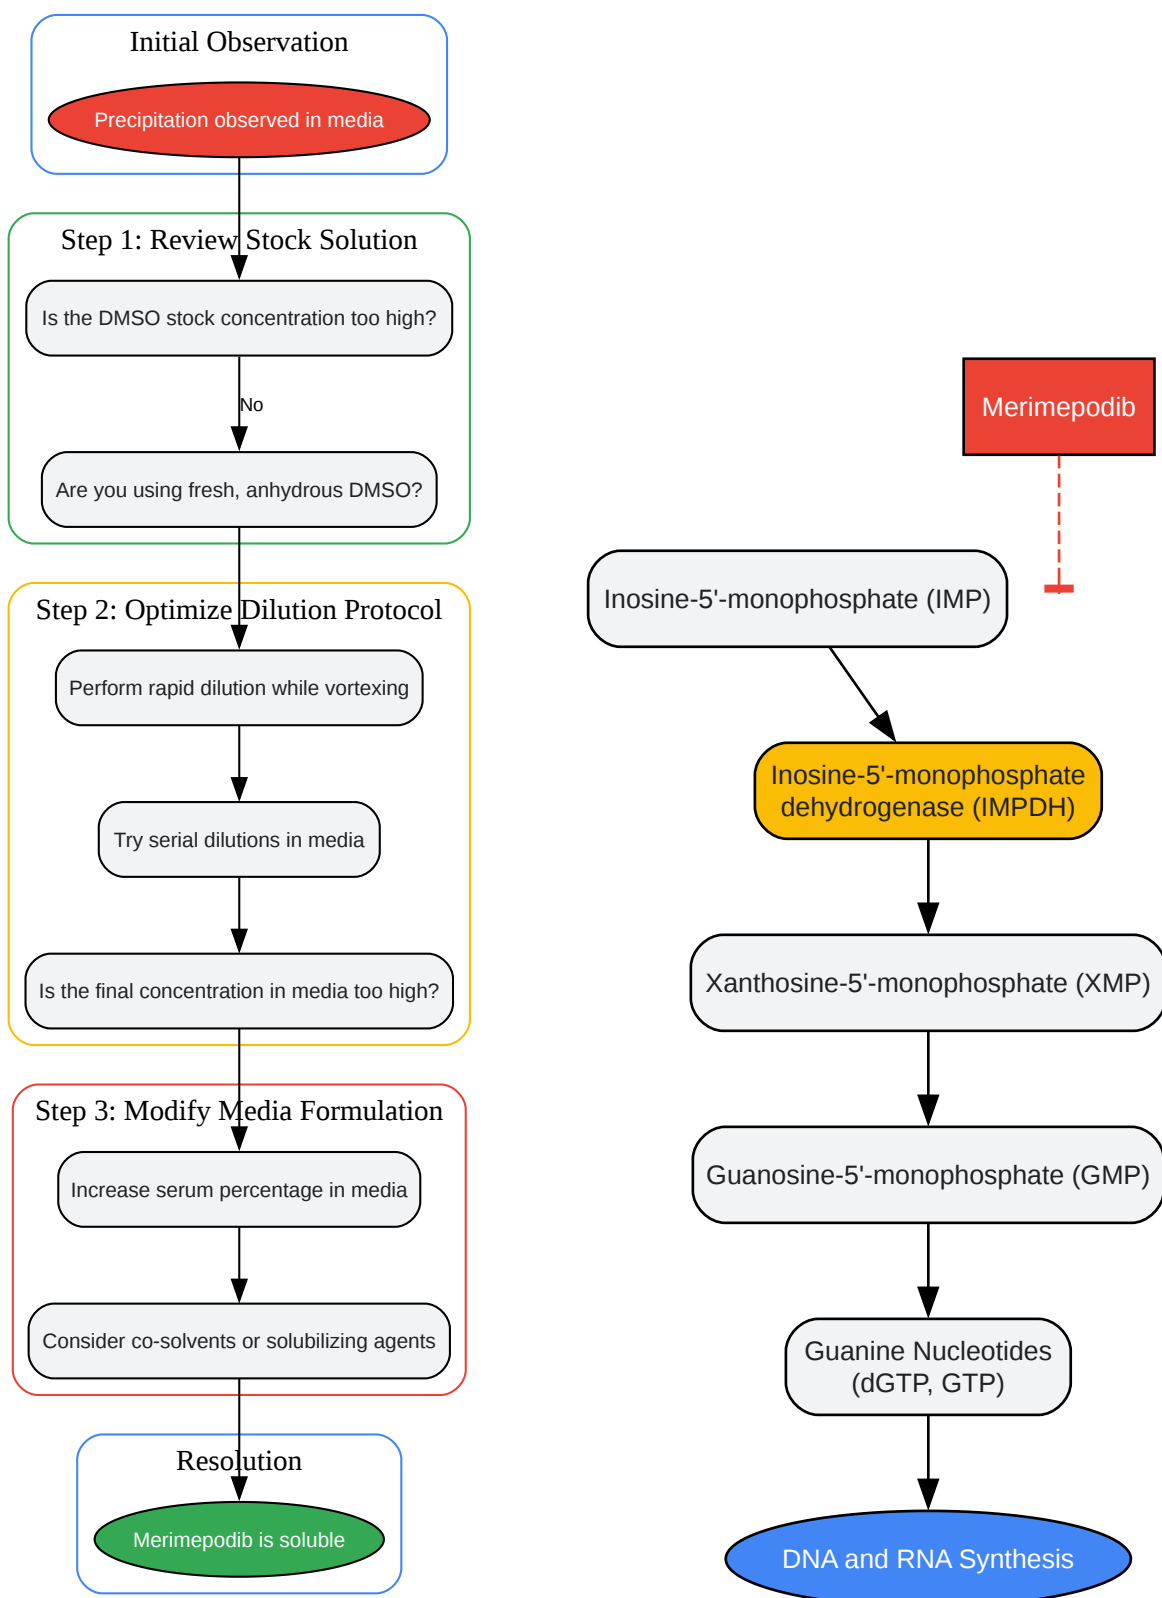 Initial Observation
Precipitation observed in media
Step 1: Review Stock Solution
Is the DMSO stock concentration too high?
No
Are you using fresh, anhydrous DMSO?
Step 2: Optimize Dilution Protocol
Perform rapid dilution while vortexing
Try serial dilutions in media
Is the final concentration in media too high?
Step 3: Modify Media Formulation
Increase serum percentage in media
Consider co-solvents or solubilizing agents
Resolution
Merimepodib is soluble
Merimepodib
Inosine-5'-monophosphate (IMP)
Inosine-5'-monophosphate
dehydrogenase (IMPDH)
Xanthosine-5'-monophosphate (XMP)
Guanosine-5'-monophosphate (GMP)
Guanine Nucleotides
(dGTP, GTP)
DNA and RNA Synthesis